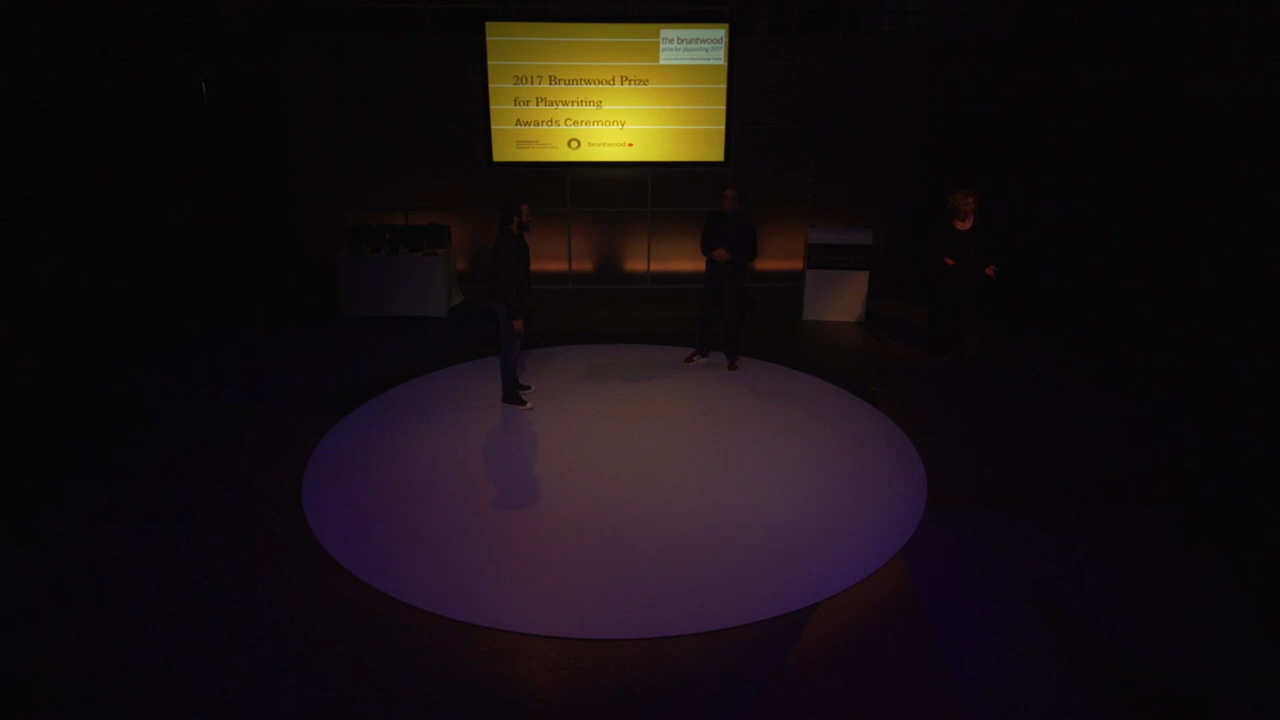 the bruntwood
prize for playwriting 2017
2017 Bruntwood Prize
for Playwriting
Awards Ceremony
bruntwood